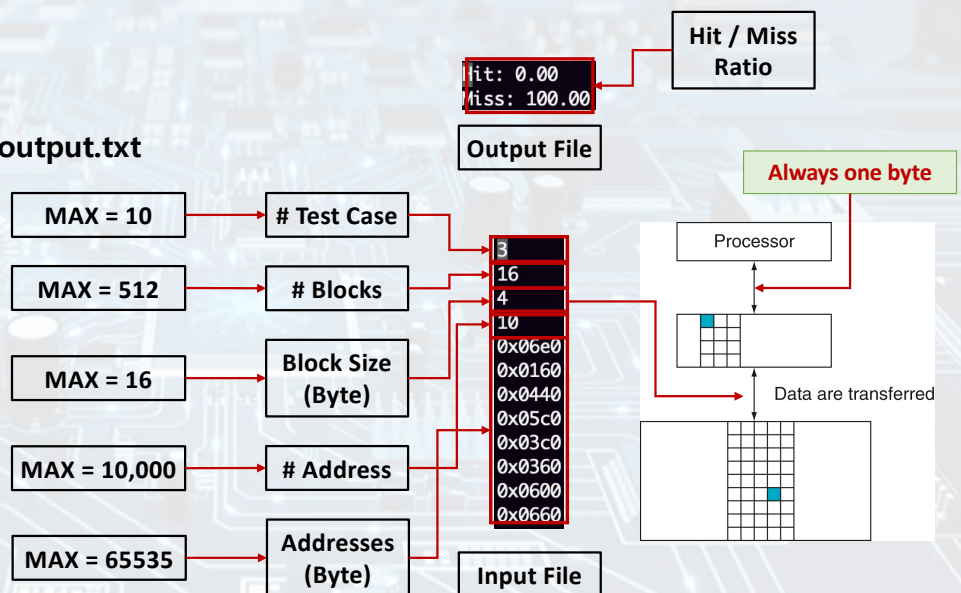 Hit / Miss
Ratio
Hit: 0.00
Miss: 100.00
output.txt
Output File
Always one byte
MAX = 10
# Test Case
MAX = 512
# Blocks
MAX = 16
Block Size
(Byte)
MAX = 10,000
# Address
MAX = 65535
Addresses
(Byte)
3
16
4
10
0x06e0
0x0160
0x0440
0x05c0
0x03c0
0x0360
0x0600
0x0660
Input File
Processor
Data are transferred